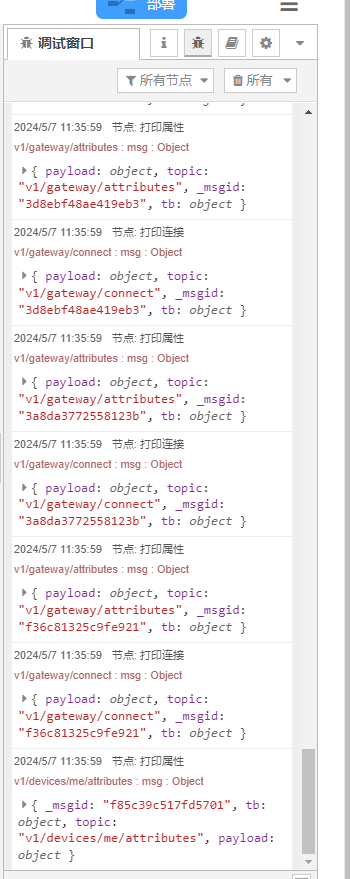 部署
调试窗口
所有节点
所有
2024/5/7 11:35:59 节点: 打印属性
v1/gateway/attributes : msg : Object
{ payload: object, topic:
"v1/gateway/attributes", _msgid:
"3d8ebf48ae419eb3", tb: object }
2024/5/7 11:35:59 节点: 打印连接
v1/gateway/connect : msg : Object
{ payload: object, topic:
"v1/gateway/connect", _msgid:
"3d8ebf48ae419eb3", tb: object }
2024/5/7 11:35:59 节点: 打印属性
v1/gateway/attributes : msg : Object
{ payload: object, topic:
"v1/gateway/attributes", _msgid:
"3a8da3772558123b", tb: object }
2024/5/7 11:35:59 节点: 打印连接
v1/gateway/connect : msg : Object
{ payload: object, topic:
"v1/gateway/connect", _msgid:
"3a8da3772558123b", tb: object }
2024/5/7 11:35:59 节点: 打印属性
v1/gateway/attributes : msg : Object
{ payload: object, topic:
"v1/gateway/attributes", _msgid:
"f36c81325c9fe921", tb: object }
2024/5/7 11:35:59 节点: 打印连接
v1/gateway/connect : msg : Object
{ payload: object, topic:
"v1/gateway/connect", _msgid:
"f36c81325c9fe921", tb: object }
2024/5/7 11:35:59 节点: 打印属性
v1/devices/me/attributes : msg : Object
{ _msgid: "f85c39c517fd5701", tb:
object, topic:
"v1/devices/me/attributes", payload:
object }